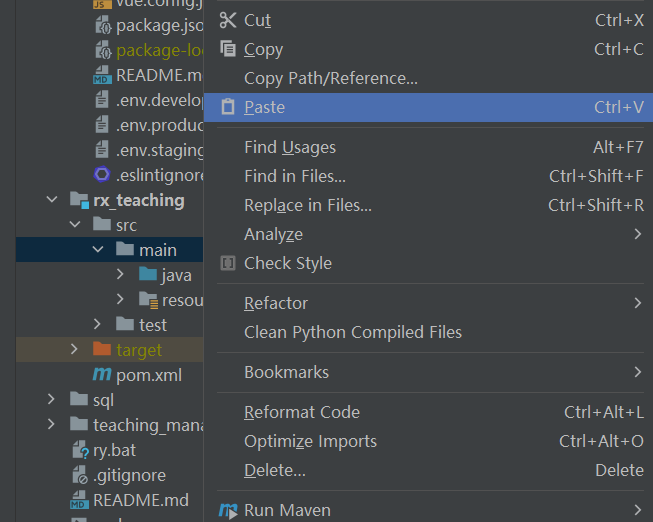 vue.config.j
package.jso
package-lo
README.m
.env.develo
.env.produc
.env.staging
.eslintignore
rx_teaching
src
main
java
resou
test
target
pom.xml
sql
teaching_mana
ry.bat
.gitignore
README.md
Cut Ctrl+X
Copy Ctrl+C
Copy Path/Reference...
Paste Ctrl+V
Find Usages Alt+F7
Find in Files... Ctrl+Shift+F
Replace in Files... Ctrl+Shift+R
Analyze
Check Style
Refactor
Clean Python Compiled Files
Bookmarks
Reformat Code Ctrl+Alt+L
Optimize Imports Ctrl+Alt+O
Delete... Delete
Run Maven